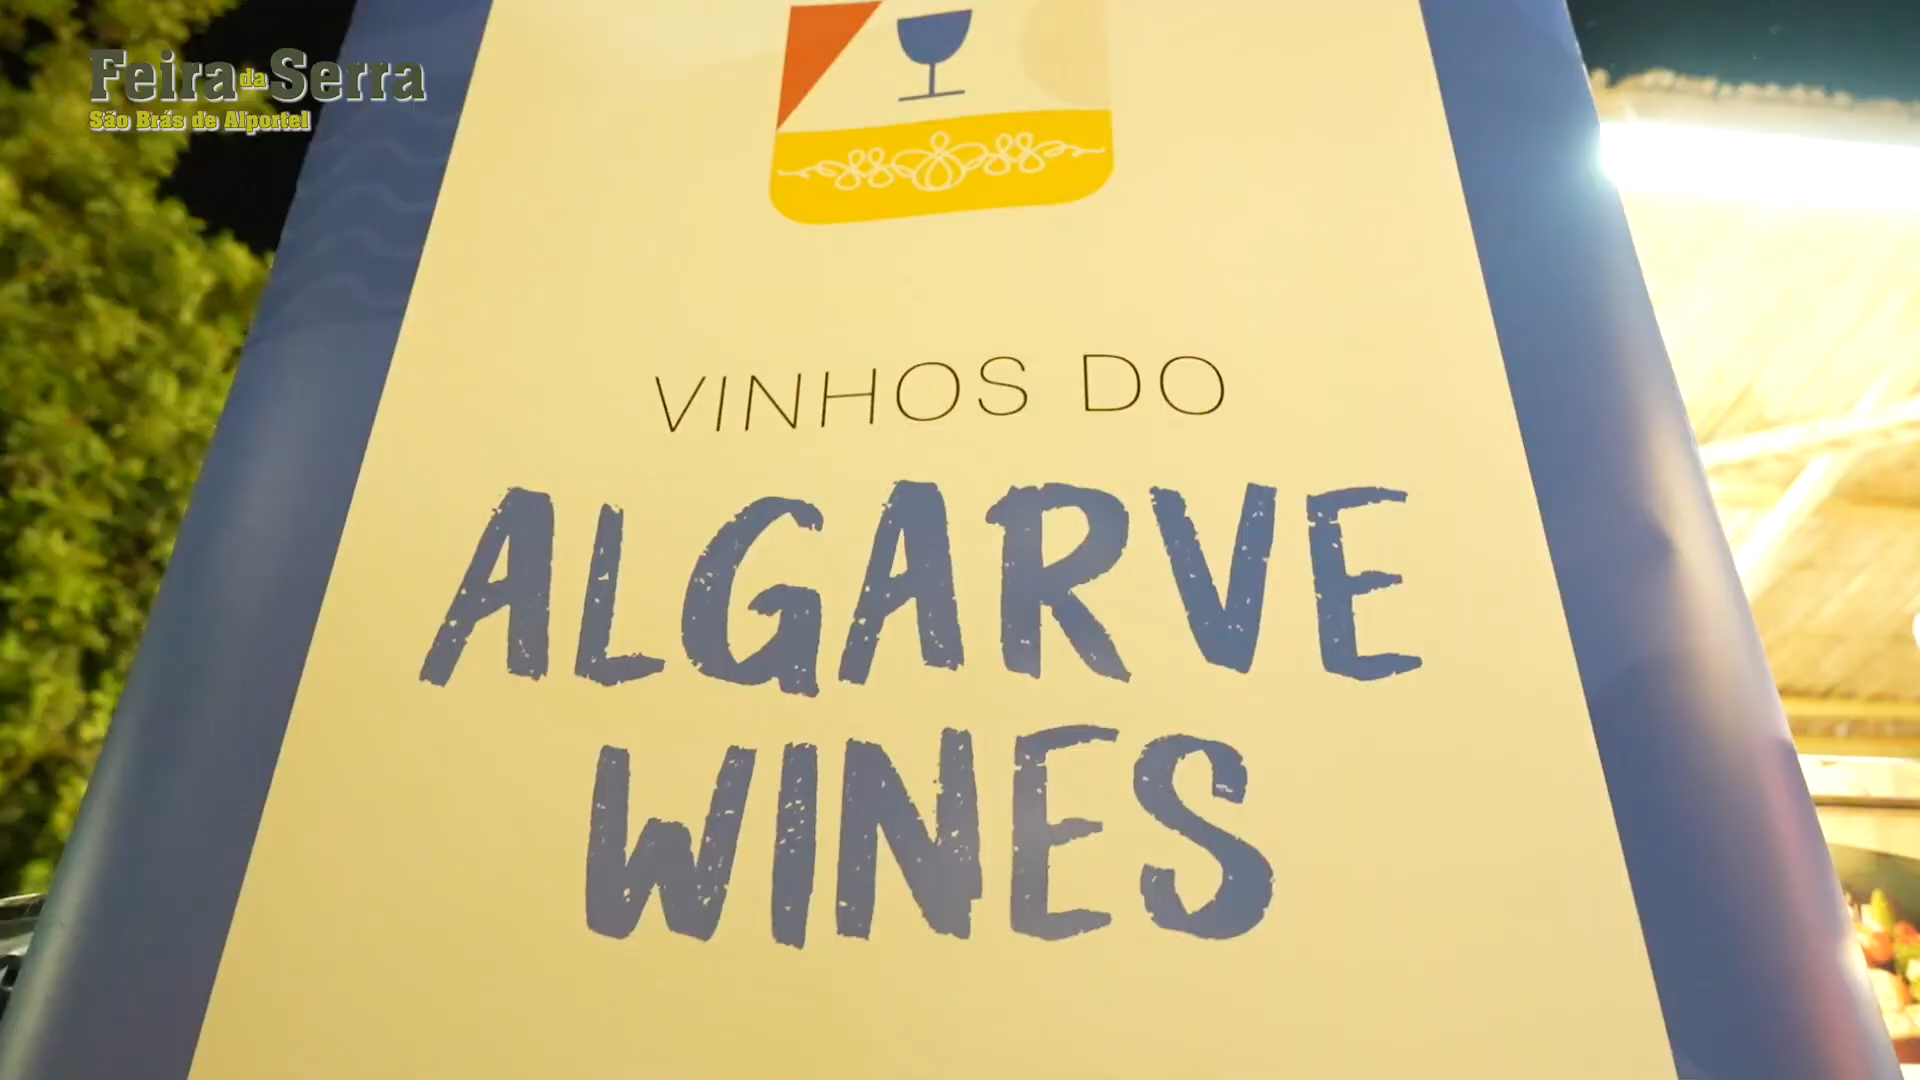 Feira da Serra
São Brás de Alportel
VINHOS DO
ALGARVE
WINES